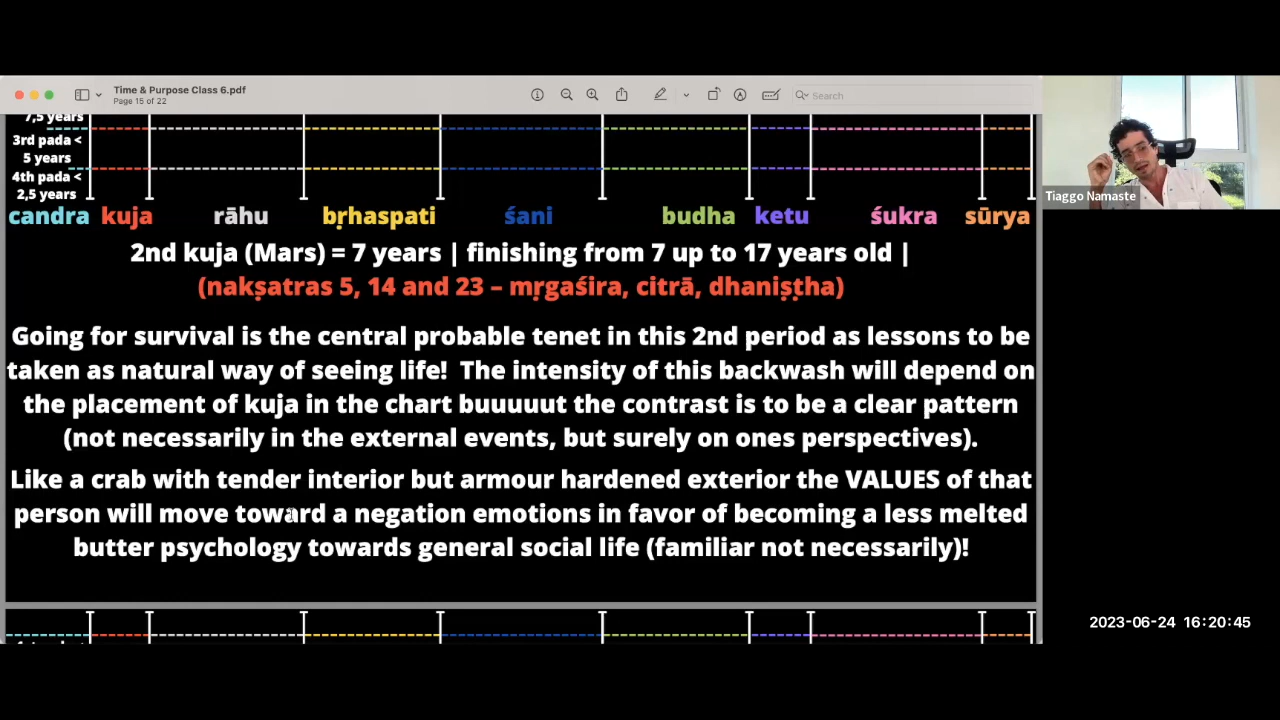 Time & Purpose Class 6.pdf
Page 15 of 22
Search
7,5 years
3rd pada <
5 years
4th pada <
2,5 years
candra kuja rāhu bṛhaspati śani budha ketu śukra sūrya
2nd kuja (Mars) = 7 years | finishing from 7 up to 17 years old |
(nakṣatras 5, 14 and 23 – mṛgaśira, citrā, dhaniṣṭha)
Going for survival is the central probable tenet in this 2nd period as lessons to be
taken as natural way of seeing life! The intensity of this backwash will depend on
the placement of kuja in the chart buuuuut the contrast is to be a clear pattern
(not necessarily in the external events, but surely on ones perspectives).
Like a crab with tender interior but armour hardened exterior the VALUES of that
person will move toward a negation emotions in favor of becoming a less melted
butter psychology towards general social life (familiar not necessarily)!
Tiaggo Namaste
2023-06-24 16:20:45